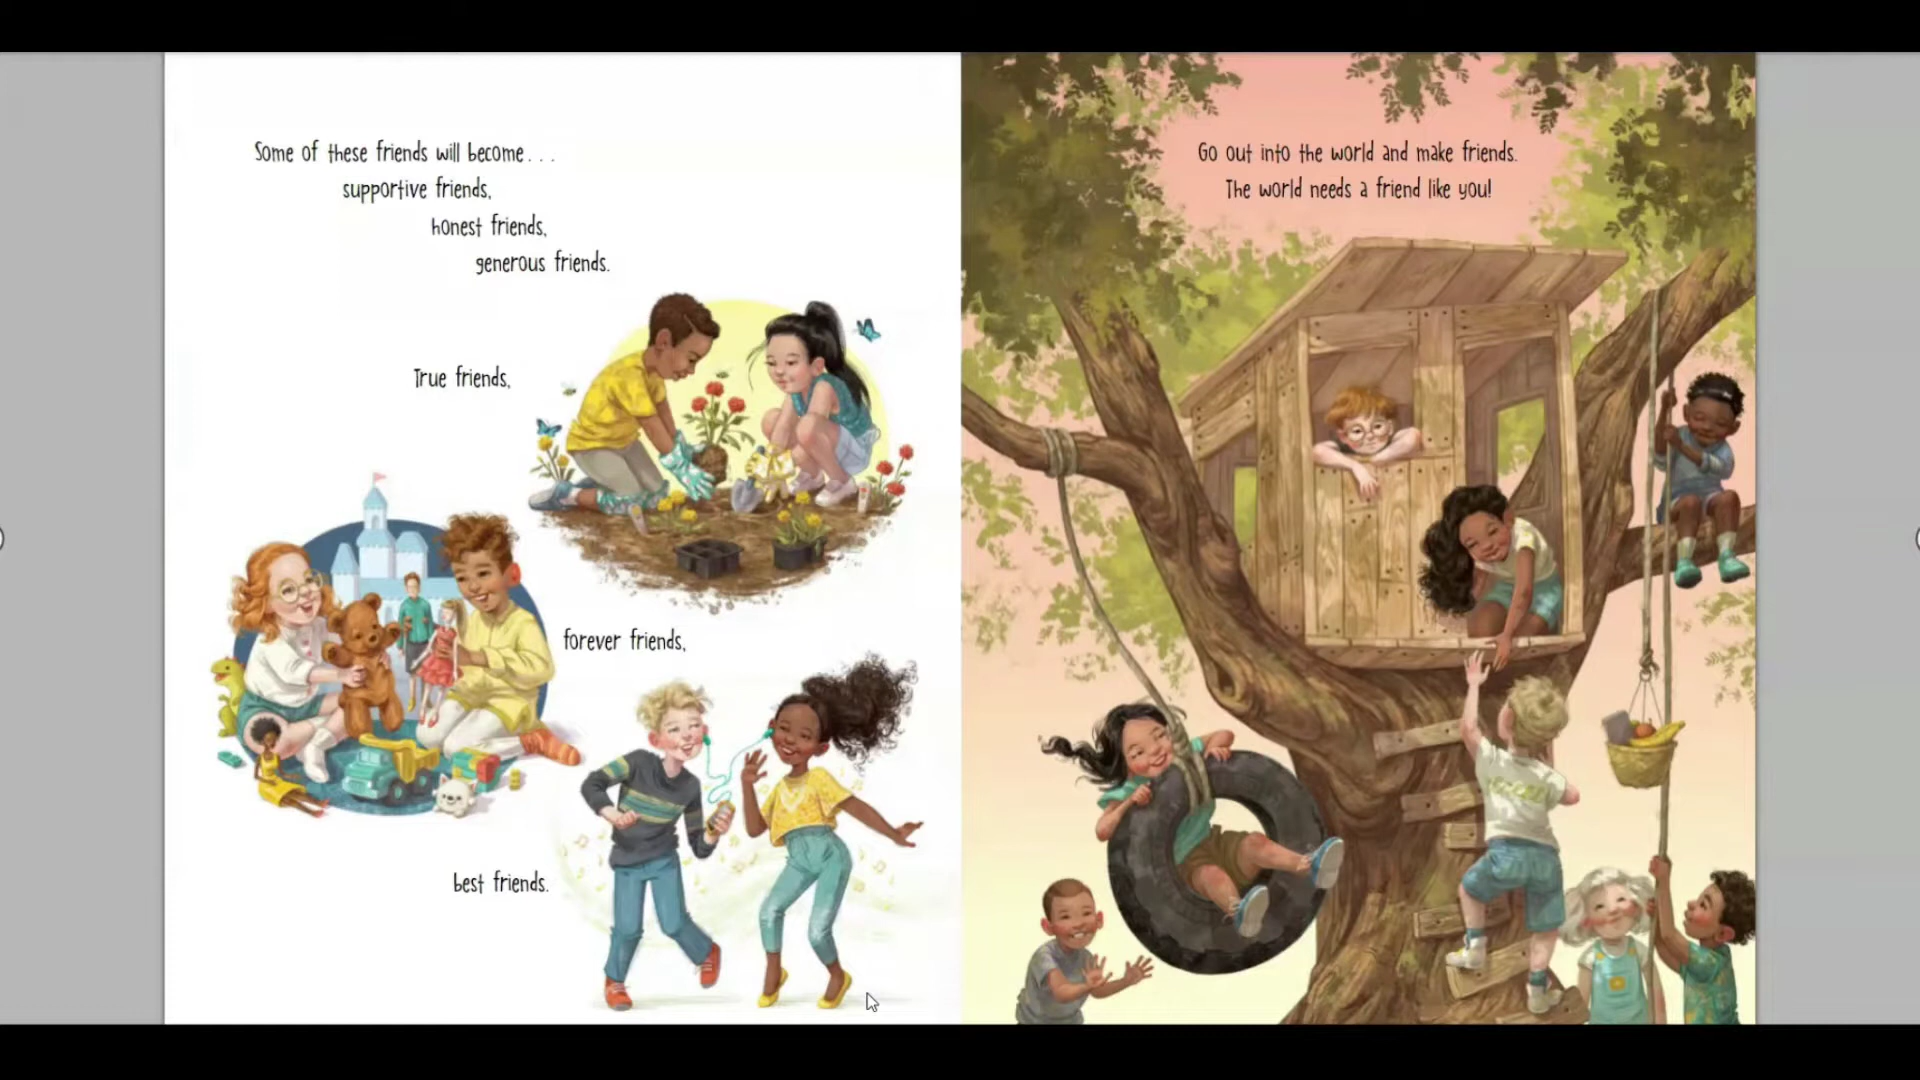 Some of these friends will become...
supportive friends,
honest friends,
generous friends.
True friends,
forever friends,
best friends.
Go out into the world and make friends.
The world needs a friend like you!